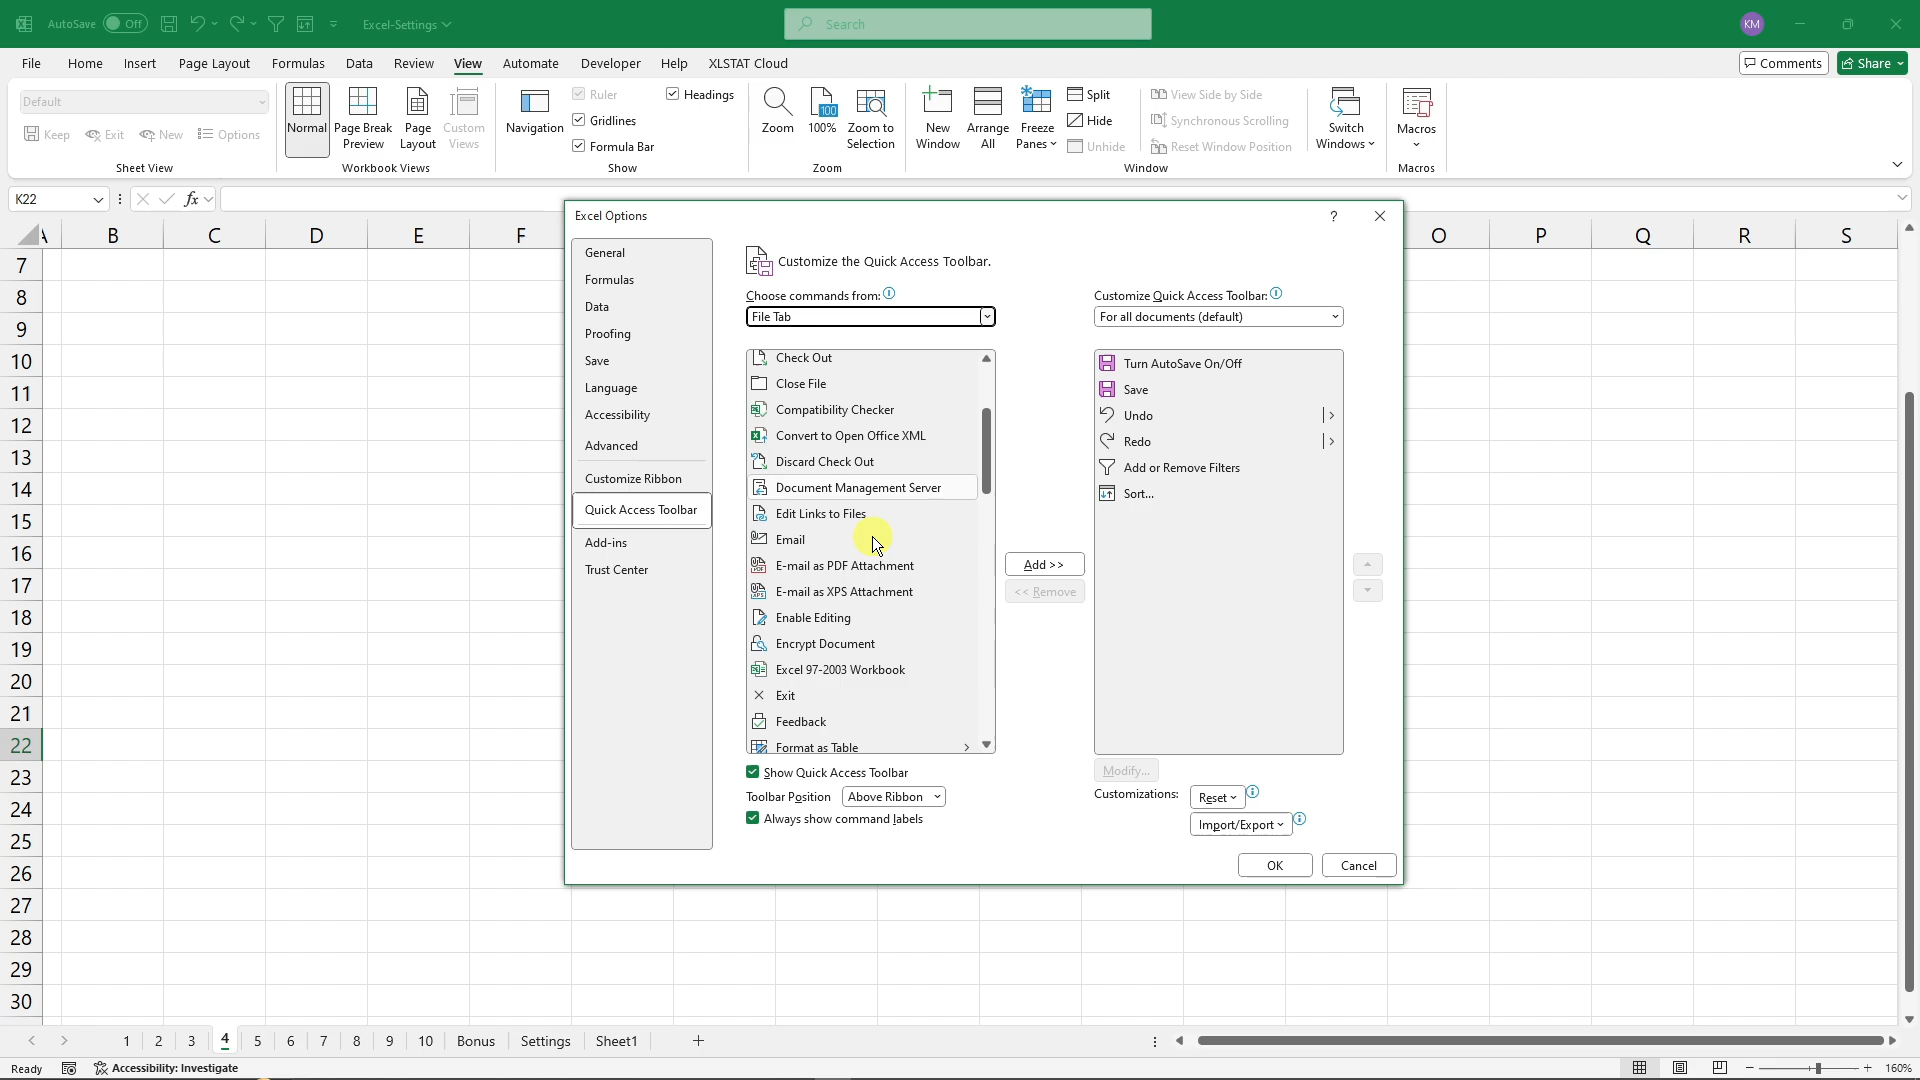 AutoSave Off Excel-Settings Search KM
File Home Insert Page Layout Formulas Data Review View Automate Developer Help XLSTAT Cloud Comments Share
Default
Keep Exit New Options
Sheet View
Normal
Page Break Preview
Page Layout
Custom Views
Workbook Views
Navigation
Ruler
Gridlines
Formula Bar
Headings
Show
Zoom
100
100%
Zoom to Selection
Zoom
New Window
Arrange All
Freeze Panes
Split
Hide
Unhide
View Side by Side
Synchronous Scrolling
Reset Window Position
Window
Switch Windows
Macros
Macros
K22 fx
Excel Options ?
General
Formulas
Data
Proofing
Save
Language
Accessibility
Advanced
Customize Ribbon
Quick Access Toolbar
Add-ins
Trust Center
Customize the Quick Access Toolbar.
Choose commands from:
File Tab
Check Out
Close File
Compatibility Checker
Convert to Open Office XML
Discard Check Out
Document Management Server
Edit Links to Files
Email
E-mail as PDF Attachment
E-mail as XPS Attachment
Enable Editing
Encrypt Document
Excel 97-2003 Workbook
Exit
Feedback
Format as Table
Show Quick Access Toolbar
Toolbar Position Above Ribbon
Always show command labels
Add >>
<< Remove
Customize Quick Access Toolbar:
For all documents (default)
Turn AutoSave On/Off
Save
Undo
Redo
Add or Remove Filters
Sort...
Modify...
Customizations: Reset
Import/Export
OK Cancel
A B C D E F O P Q R S
7
8
9
10
11
12
13
14
15
16
17
18
19
20
21
22
23
24
25
26
27
28
29
30
1 2 3 4 5 6 7 8 9 10 Bonus Settings Sheet1
Ready Accessibility: Investigate 160%